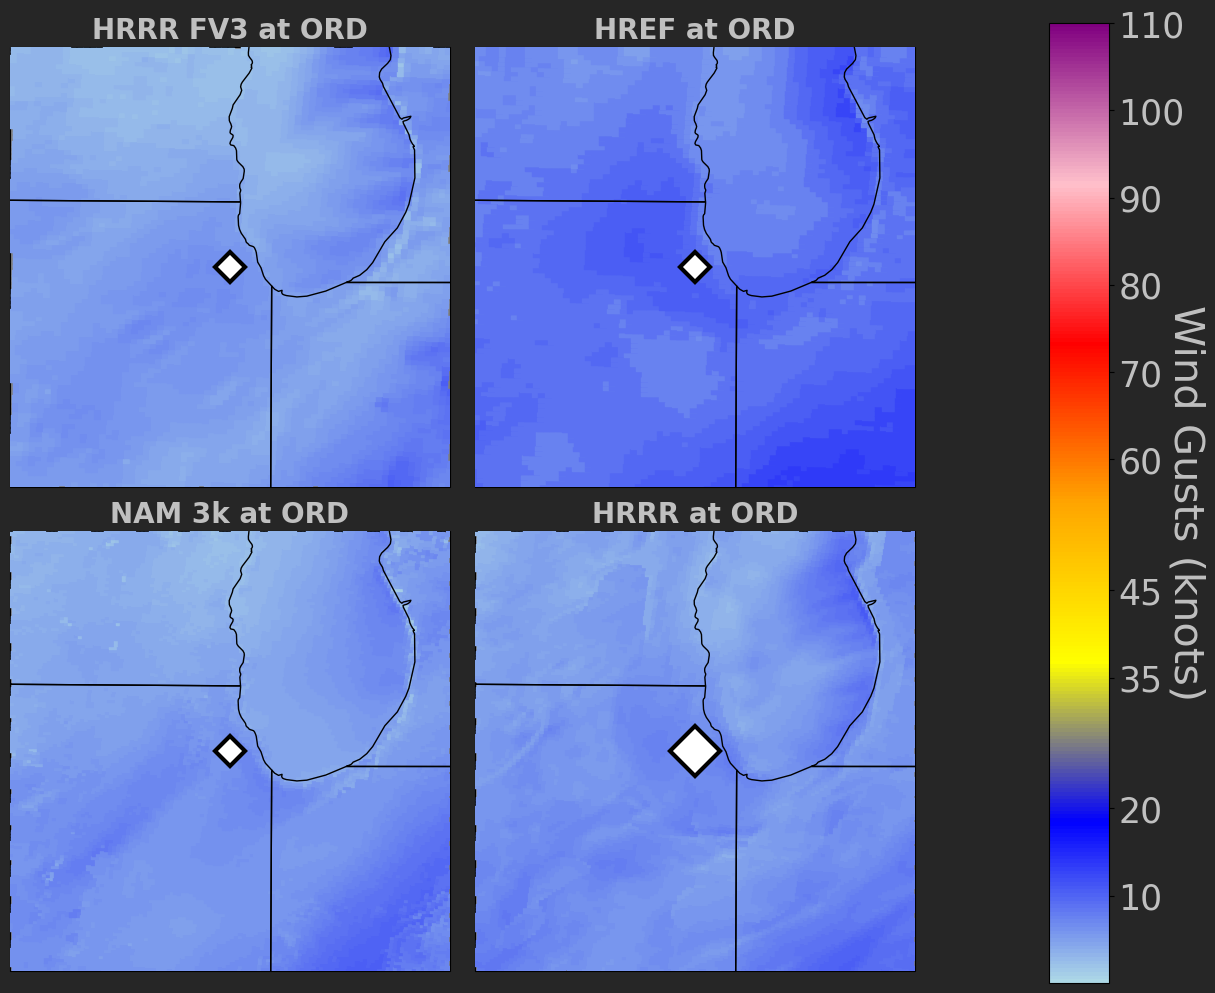 HRRR FV3 at ORD
HREF at ORD
NAM 3k at ORD
HRRR at ORD
110
100
90
80
70
60
45
35
20
10
Wind Gusts (knots)